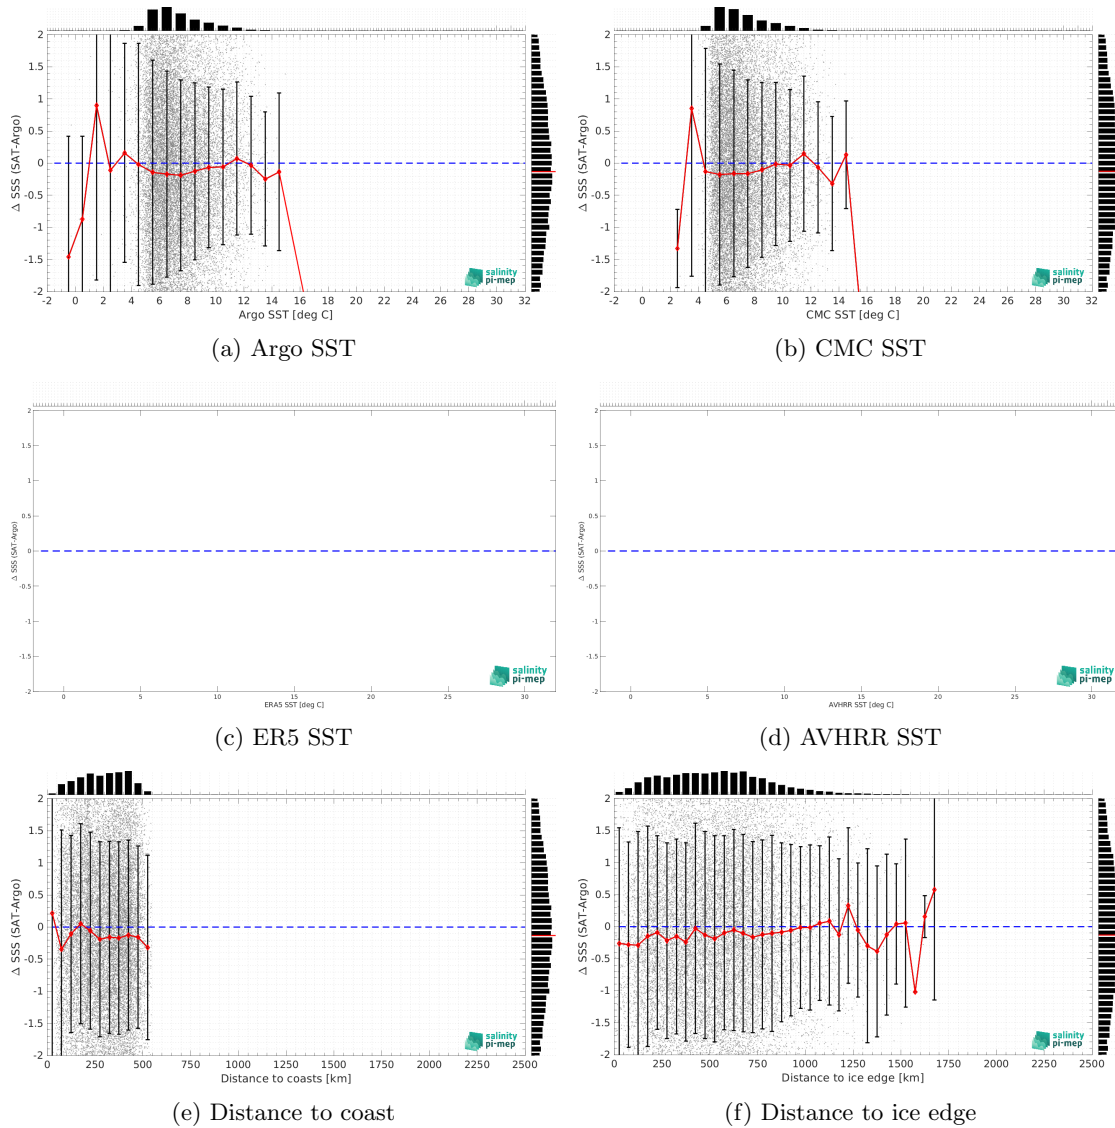 2
1.5
1
0.5
0
-0.5
-1
-1.5
-2
Δ SSS (SAT-Argo)
-2 0 2 4 6 8 10 12 14 16 18 20 22 24 26 28 30 32
Argo SST [deg C]
salinity
pi-mep
(a) Argo SST
2
1.5
1
0.5
0
-0.5
-1
-1.5
-2
Δ SSS (SAT-Argo)
-2 0 2 4 6 8 10 12 14 16 18 20 22 24 26 28 30 32
CMC SST [deg C]
salinity
pi-mep
(b) CMC SST
2
1.5
1
0.5
0
-0.5
-1
-1.5
-2
Δ SSS (SAT-Argo)
0 5 10 15 20 25 30
ERA5 SST [deg C]
salinity
pi-mep
(c) ER5 SST
2
1.5
1
0.5
0
-0.5
-1
-1.5
-2
Δ SSS (SAT-Argo)
0 5 10 15 20 25 30
AVHRR SST [deg C]
salinity
pi-mep
(d) AVHRR SST
2
1.5
1
0.5
0
-0.5
-1
-1.5
-2
Δ SSS (SAT-Argo)
0 250 500 750 1000 1250 1500 1750 2000 2250 2500
Distance to coasts [km]
salinity
pi-mep
(e) Distance to coast
2
1.5
1
0.5
0
-0.5
-1
-1.5
-2
Δ SSS (SAT-Argo)
0 250 500 750 1000 1250 1500 1750 2000 2250 2500
Distance to ice edge [km]
salinity
pi-mep
(f) Distance to ice edge